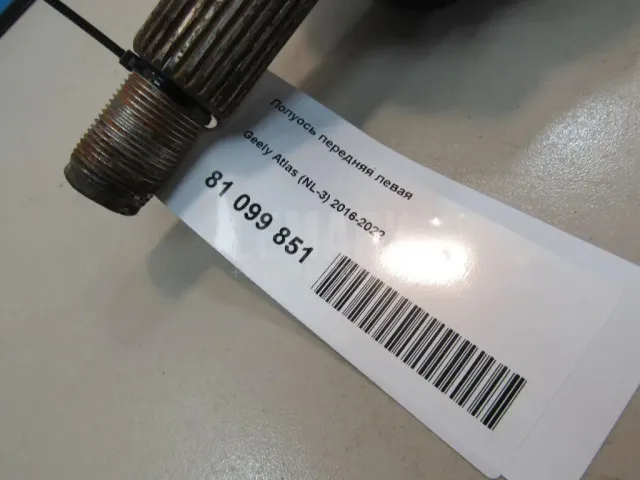 Полуось передняя левая
Geely Atlas (NL-3) 2016-2022
81 099 851